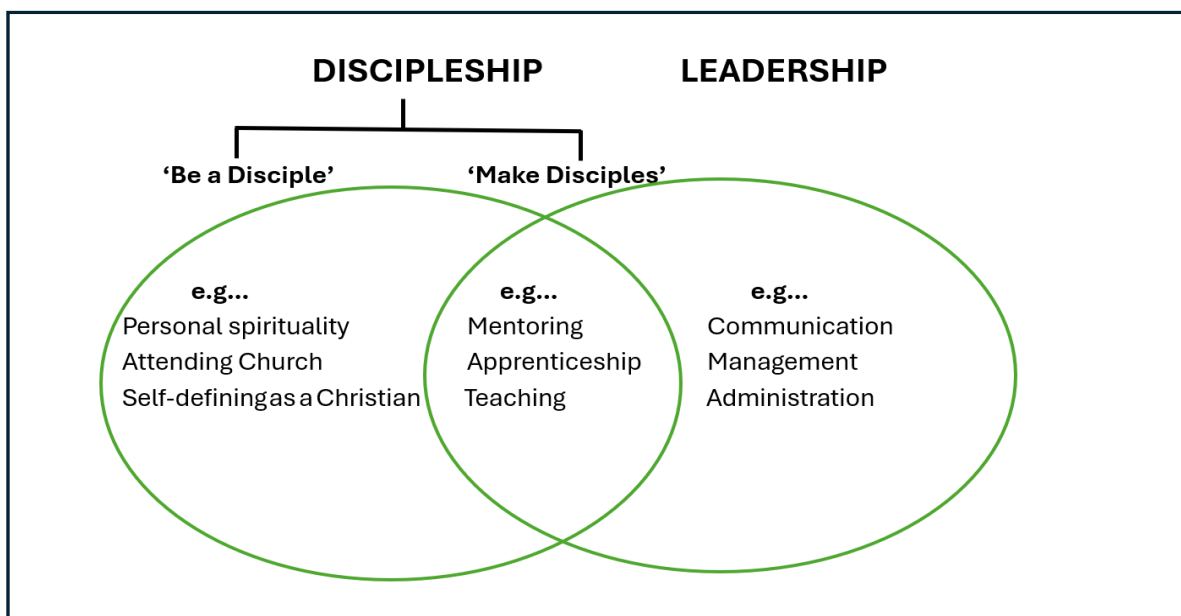 DISCIPLESHIP LEADERSHIP
‘Be a Disciple’ ‘Make Disciples’
e.g...
Personal spirituality
Attending Church
Self-defining as a Christian
e.g...
Mentoring
Apprenticeship
Teaching
e.g...
Communication
Management
Administration